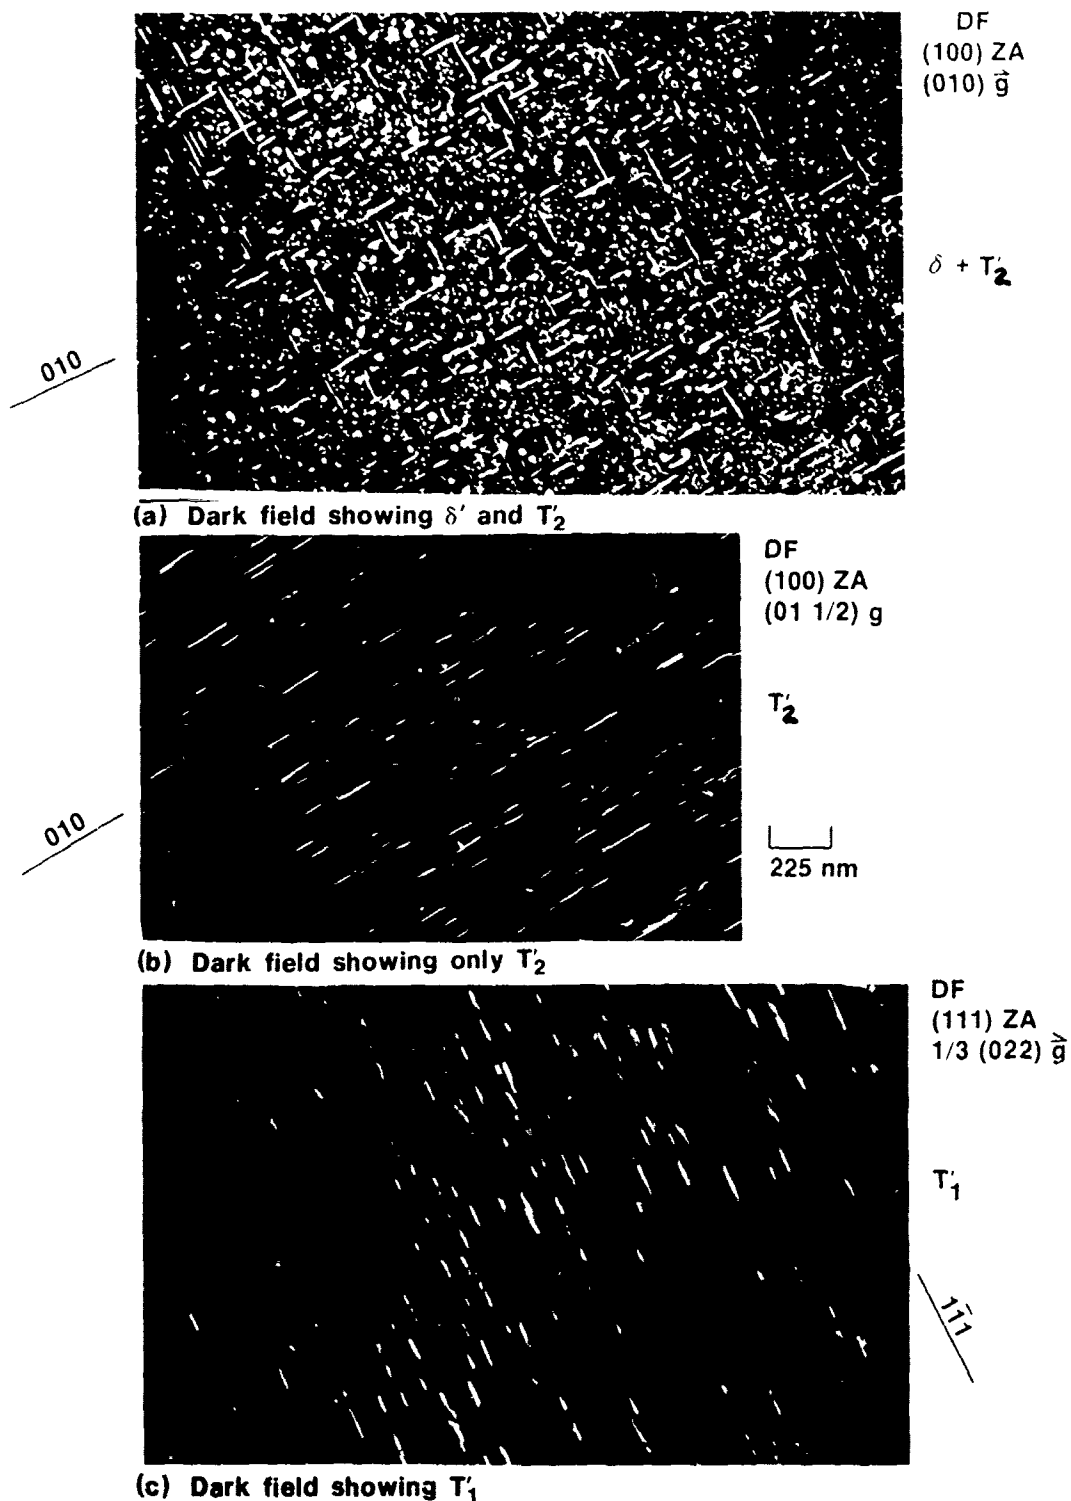 DF
(100) ZA
(010) g⃗
δ + T′₂
010
(a) Dark field showing δ′ and T′₂
DF
(100) ZA
(01 1/2) g
T′₂
225 nm
010
(b) Dark field showing only T′₂
DF
(111) ZA
1/3 (022) g⃗
T′₁
11̄1
(c) Dark field showing T′₁